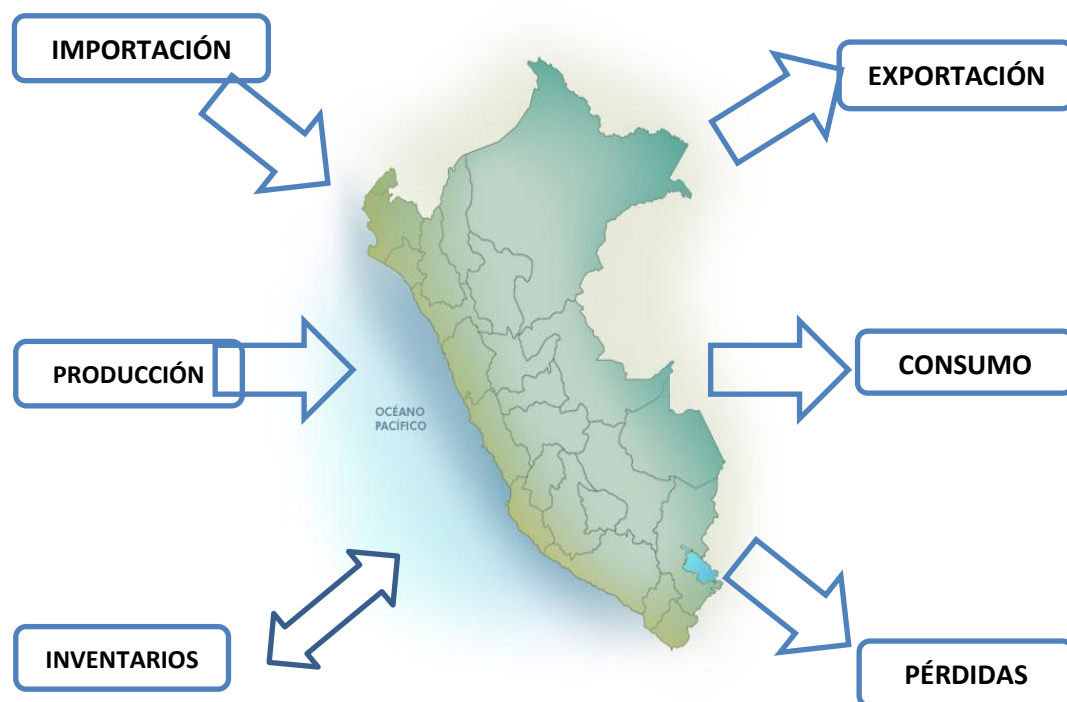 IMPORTACIÓN
EXPORTACIÓN
PRODUCCIÓN
CONSUMO
OCÉANO
PACÍFICO
INVENTARIOS
PÉRDIDAS